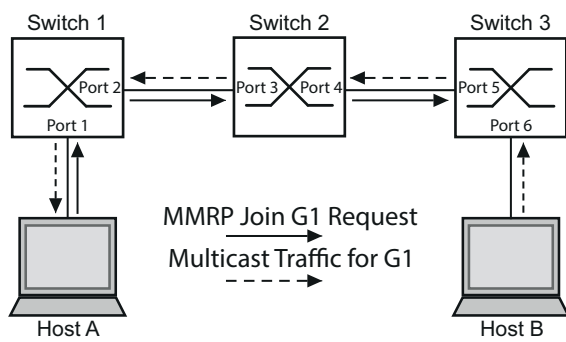 Switch 1
Switch 2
Switch 3
Port 2
Port 3
Port 4
Port 5
Port 1
Port 6
MMRP Join G1 Request
Multicast Traffic for G1
Host A
Host B